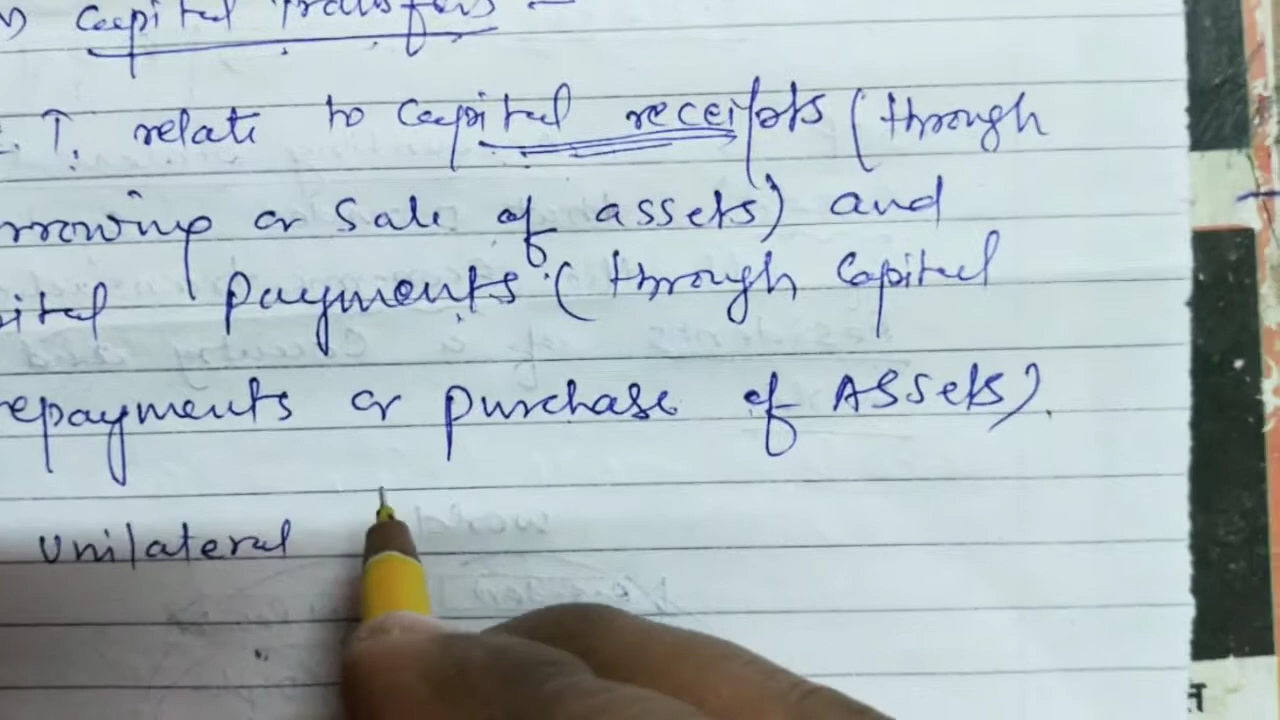 Capital Transfers -
C.T. relate to Capital receipts (through
rrowing or sale of assets) and
ital Payments (through Capital
repayments or purchase of Assets).
Unilateral